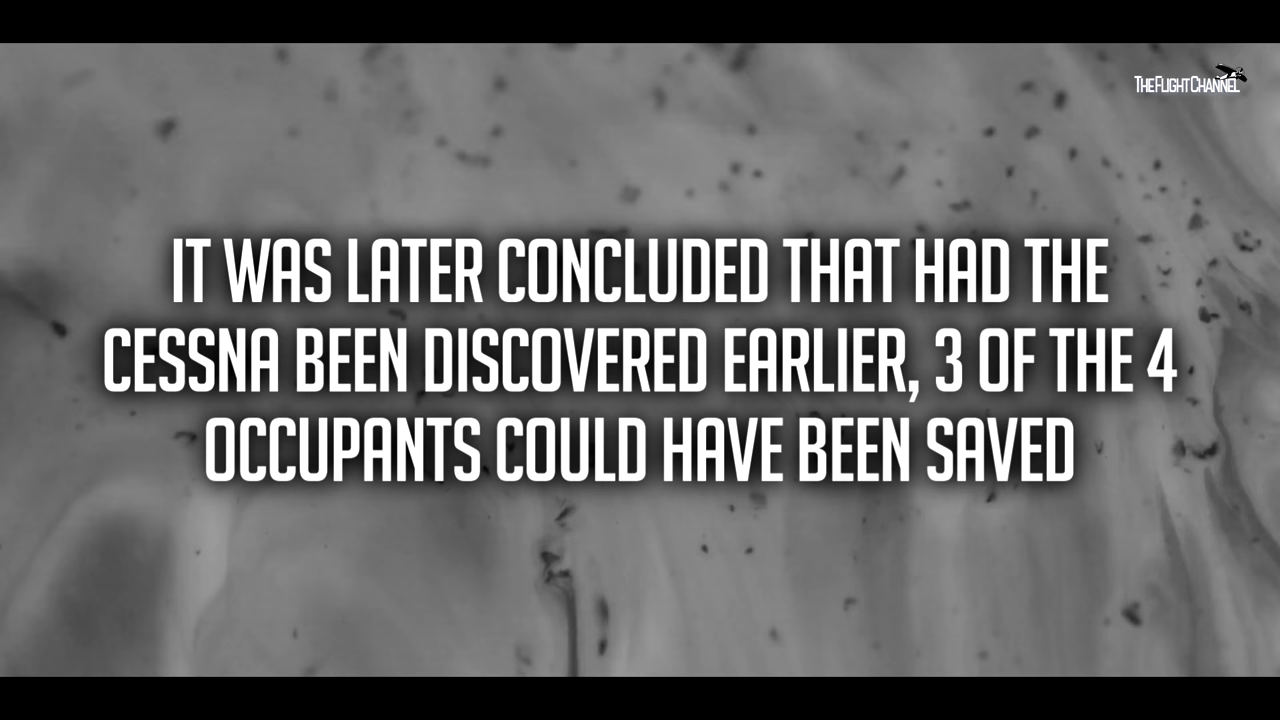 THEFLIGHTCHANNEL
IT WAS LATER CONCLUDED THAT HAD THE
CESSNA BEEN DISCOVERED EARLIER, 3 OF THE 4
OCCUPANTS COULD HAVE BEEN SAVED